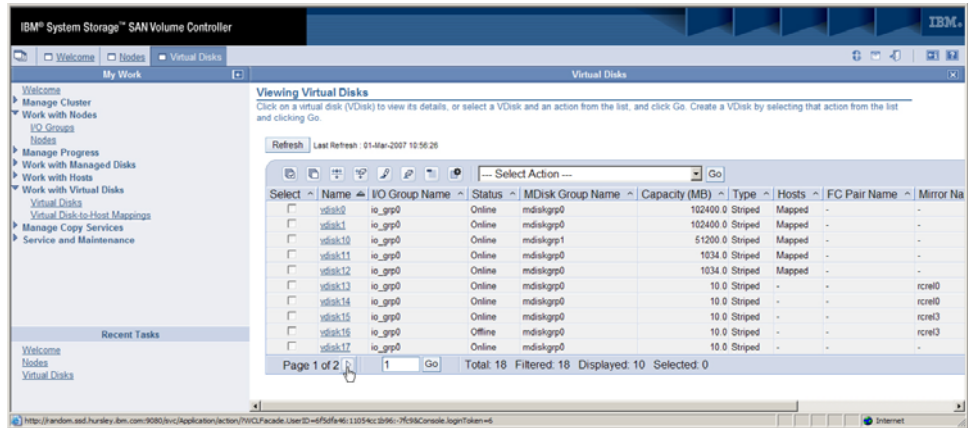 IBM® System Storage™ SAN Volume Controller
IBM®
Welcome Nodes Virtual Disks
My Work
Virtual Disks
Welcome
Manage Cluster
Work with Nodes
I/O Groups
Nodes
Manage Progress
Work with Managed Disks
Work with Hosts
Work with Virtual Disks
Virtual Disks
Virtual Disk-to-Host Mappings
Manage Copy Services
Service and Maintenance
Recent Tasks
Welcome
Nodes
Virtual Disks
Viewing Virtual Disks
Click on a virtual disk (VDisk) to view its details, or select a VDisk and an action from the list, and click Go. Create a VDisk by selecting that action from the list
and clicking Go.
Refresh Last Refresh : 01-Mar-2007 10:56:26
--- Select Action --- Go
Select Name I/O Group Name Status MDisk Group Name Capacity (MB) Type Hosts FC Pair Name Mirror Na
vdisk0 io_grp0 Online mdiskgrp0 102400.0 Striped Mapped - -
vdisk1 io_grp0 Online mdiskgrp0 102400.0 Striped Mapped - -
vdisk10 io_grp0 Online mdiskgrp1 51200.0 Striped Mapped - -
vdisk11 io_grp0 Online mdiskgrp0 1034.0 Striped Mapped - -
vdisk12 io_grp0 Online mdiskgrp0 1034.0 Striped Mapped - -
vdisk13 io_grp0 Online mdiskgrp0 10.0 Striped - - rcrel0
vdisk14 io_grp0 Online mdiskgrp0 10.0 Striped - - rcrel0
vdisk15 io_grp0 Online mdiskgrp0 10.0 Striped - - rcrel3
vdisk16 io_grp0 Offline mdiskgrp0 10.0 Striped - - rcrel3
vdisk17 io_grp0 Online mdiskgrp0 10.0 Striped - -
Page 1 of 2 1 Go Total: 18 Filtered: 18 Displayed: 10 Selected: 0
Internet